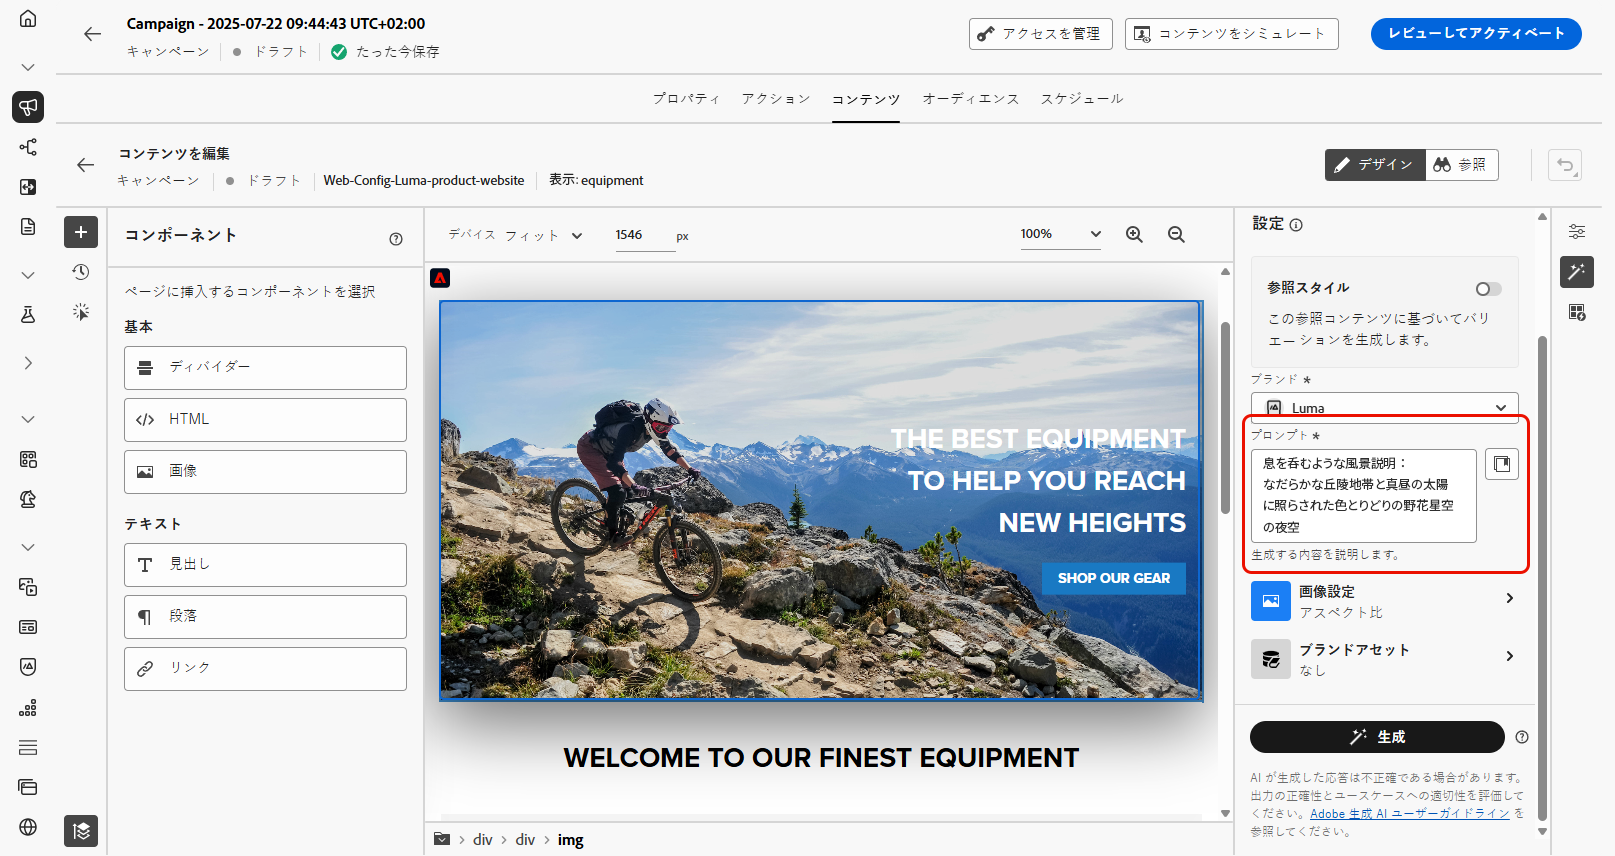 Campaign - 2025-07-22 09:44:43 UTC+02:00
キャンペーン ドラフト たった今保存
アクセスを管理
コンテンツをシミュレート
レビューしてアクティベート
プロパティ アクション コンテンツ オーディエンス スケジュール
コンテンツを編集
キャンペーン ドラフト Web-Config-Luma-product-website 表示: equipment
デザイン 参照
コンポーネント
ページに挿入するコンポーネントを選択
基本
ディバイダー
HTML
画像
テキスト
見出し
段落
リンク
デバイス フィット 1546 px 100%
THE BEST EQUIPMENT
TO HELP YOU REACH
NEW HEIGHTS
SHOP OUR GEAR
WELCOME TO OUR FINEST EQUIPMENT
div div img
設定
参照スタイル
この参照コンテンツに基づいてバリ
エーションを生成します。
ブランド *
Luma
プロンプト *
息を呑むような風景説明：
なだらかな丘陵地帯と真昼の太陽
に照らされた色とりどりの野花星空
の夜空
生成する内容を説明します。
画像設定
アスペクト比
ブランドアセット
なし
生成
AI が生成した応答は不正確である場合があります。
出力の正確性とユースケースへの適切性を評価して
ください。Adobe 生成 AI ユーザーガイドライン を
参照してください。